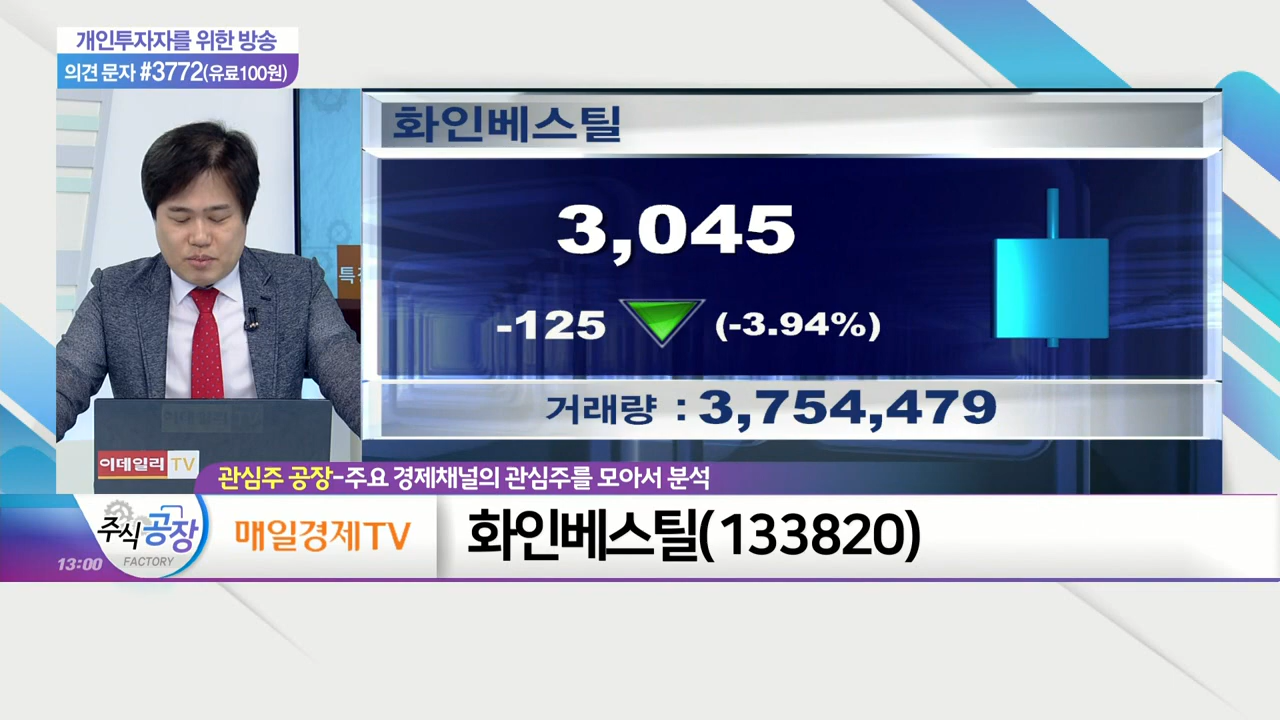 개인투자자를 위한 방송
의견 문자 #3772(유료100원)
화인베스틸
3,045
-125 (-3.94%)
거래량 : 3,754,479
특
이데일리 TV
관심주 공장-주요 경제채널의 관심주를 모아서 분석
주식공장
FACTORY
13:00
매일경제TV
화인베스틸(133820)